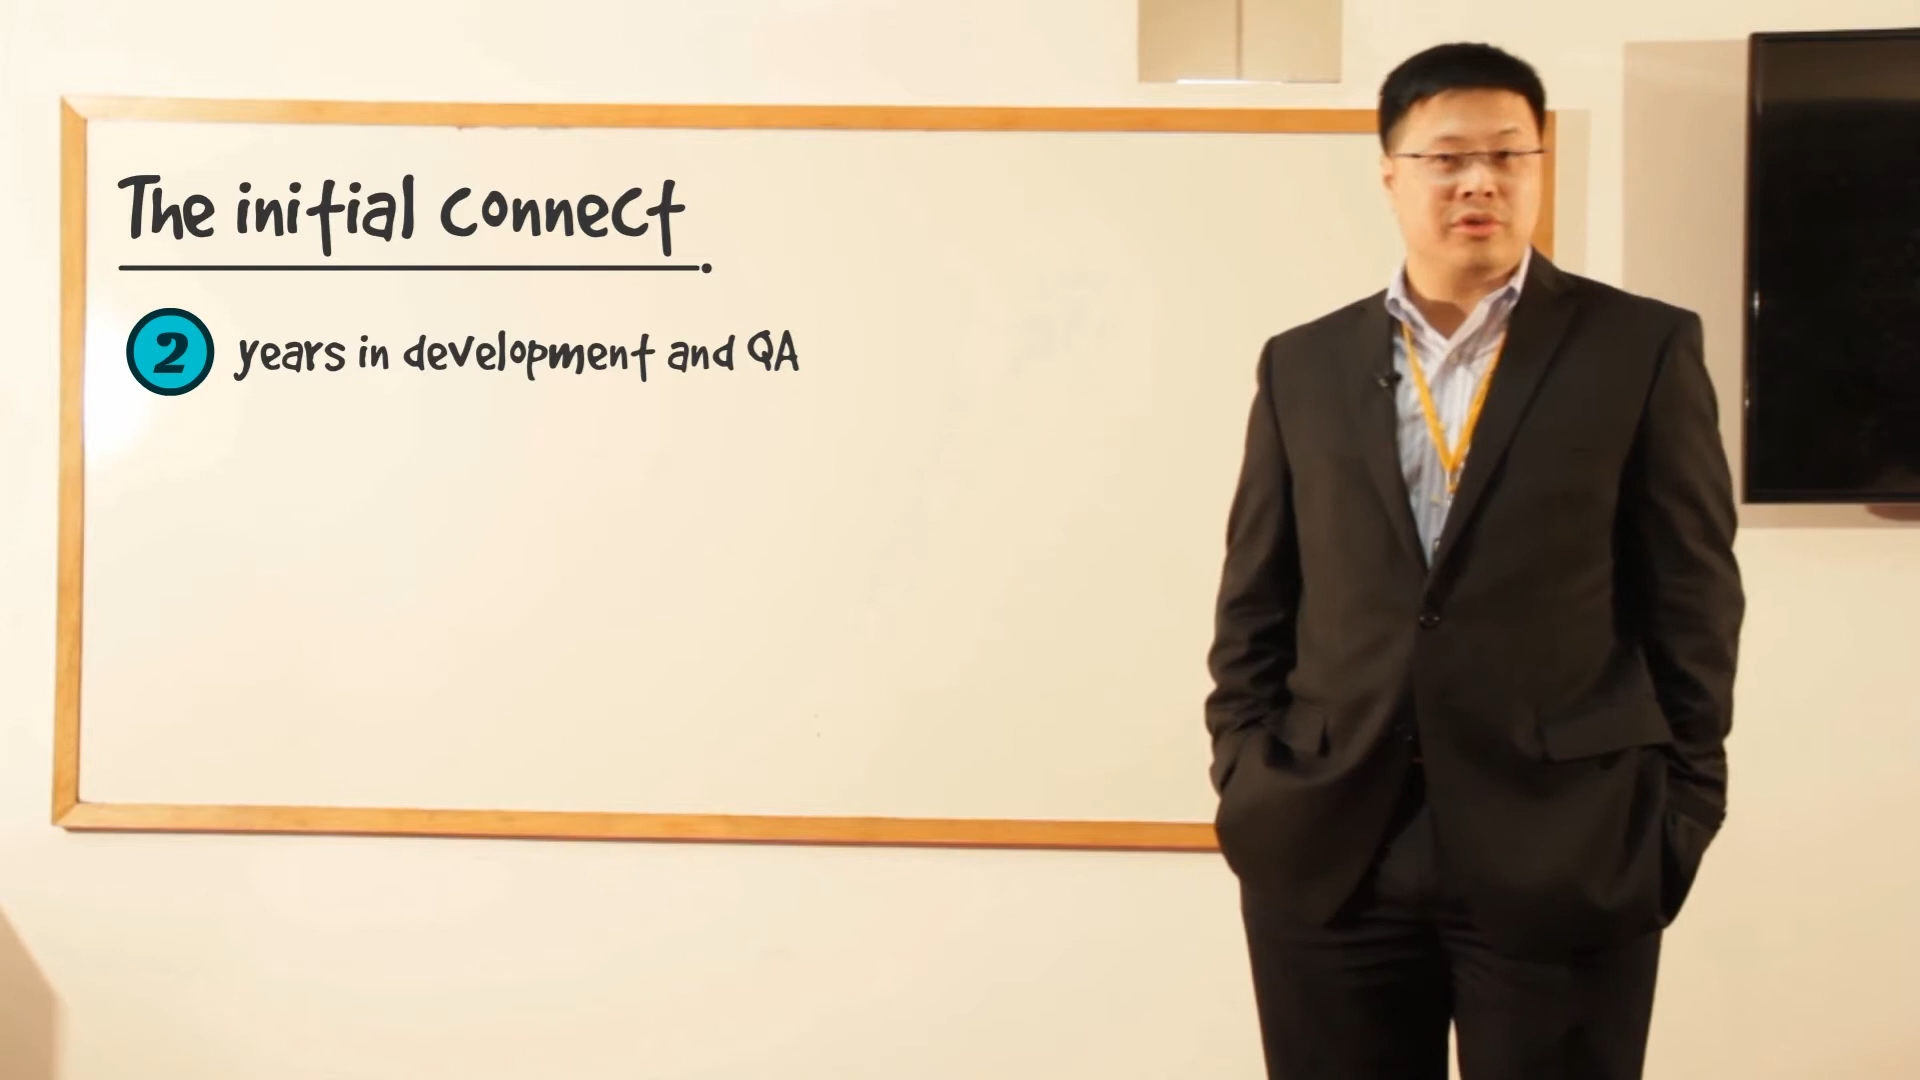 The initial connect
2 years in development and QA